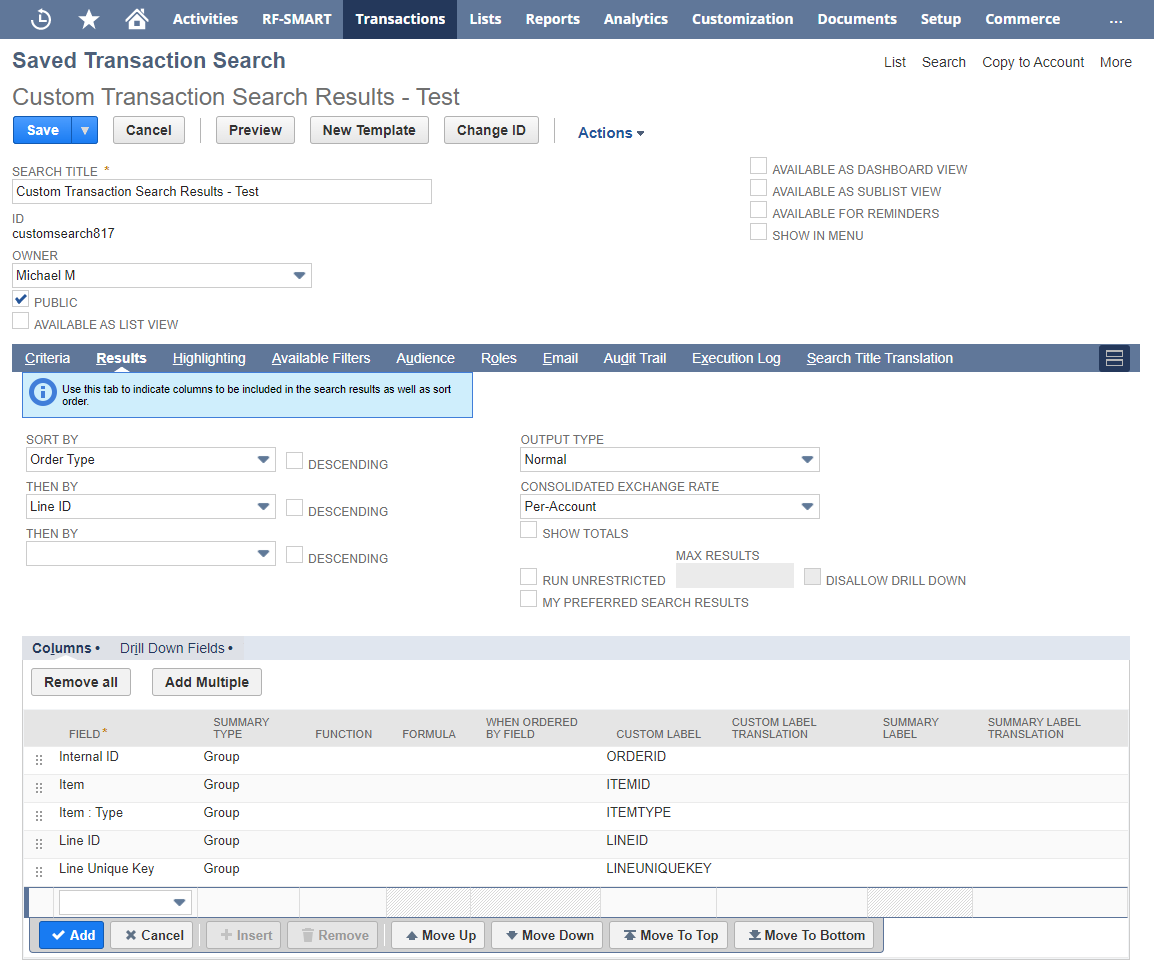 Activities RF-SMART Transactions Lists Reports Analytics Customization Documents Setup Commerce ...
Saved Transaction Search
List Search Copy to Account More
Custom Transaction Search Results - Test
Save Cancel Preview New Template Change ID Actions
SEARCH TITLE *
Custom Transaction Search Results - Test
ID
customsearch817
OWNER
Michael M
PUBLIC
AVAILABLE AS LIST VIEW
AVAILABLE AS DASHBOARD VIEW
AVAILABLE AS SUBLIST VIEW
AVAILABLE FOR REMINDERS
SHOW IN MENU
Criteria Results Highlighting Available Filters Audience Roles Email Audit Trail Execution Log Search Title Translation
Use this tab to indicate columns to be included in the search results as well as sort
order.
SORT BY
Order Type DESCENDING
THEN BY
Line ID DESCENDING
THEN BY
DESCENDING
OUTPUT TYPE
Normal
CONSOLIDATED EXCHANGE RATE
Per-Account
SHOW TOTALS
MAX RESULTS
RUN UNRESTRICTED DISALLOW DRILL DOWN
MY PREFERRED SEARCH RESULTS
Columns • Drill Down Fields •
Remove all Add Multiple
FIELD * SUMMARY TYPE FUNCTION FORMULA WHEN ORDERED BY FIELD CUSTOM LABEL CUSTOM LABEL TRANSLATION SUMMARY LABEL SUMMARY LABEL TRANSLATION
Internal ID Group ORDERID
Item Group ITEMID
Item : Type Group ITEMTYPE
Line ID Group LINEID
Line Unique Key Group LINEUNIQUEKEY
Add Cancel Insert Remove Move Up Move Down Move To Top Move To Bottom